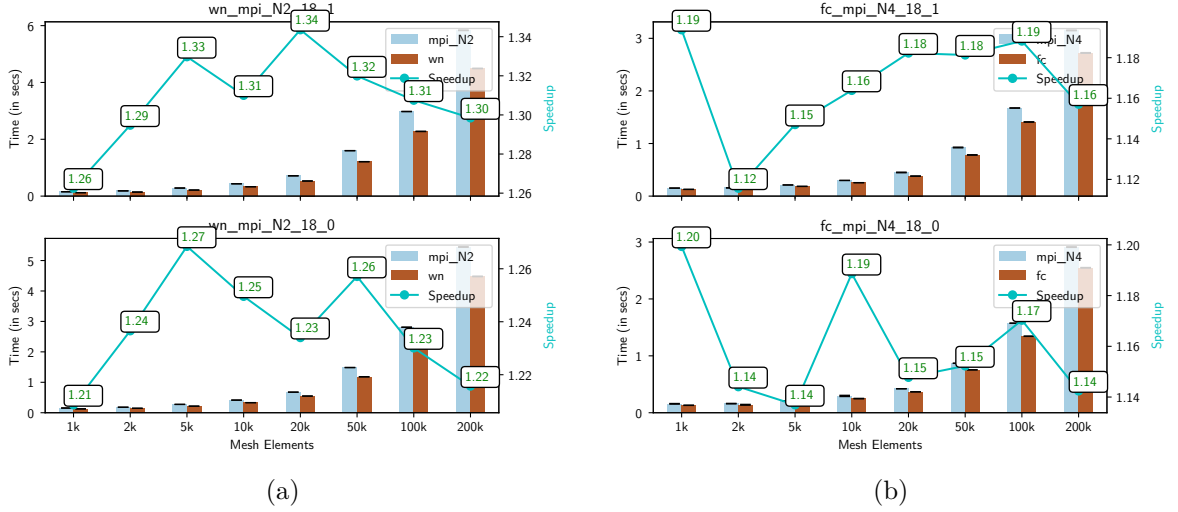 wn_mpi_N2_18_1
Time (in secs)
6
4
2
0
1.26
1.29
1.33
1.31
1.34
1.32
1.31
1.30
mpi_N2
wn
Speedup
1.34
1.32
1.30
1.28
1.26
Speedup
wn_mpi_N2_18_0
Time (in secs)
5
4
3
2
1
0
1.21
1.24
1.27
1.25
1.23
1.26
1.23
1.22
mpi_N2
wn
Speedup
1.26
1.24
1.22
Speedup
1k 2k 5k 10k 20k 50k 100k 200k
Mesh Elements
(a)
fc_mpi_N4_18_1
Time (in secs)
3
2
1
0
1.19
1.12
1.15
1.16
1.18
1.18
1.19
1.16
mpi_N4
fc
Speedup
1.18
1.16
1.14
1.12
Speedup
fc_mpi_N4_18_0
Time (in secs)
3
2
1
0
1.20
1.14
1.14
1.19
1.15
1.15
1.17
1.14
mpi_N4
fc
Speedup
1.20
1.18
1.16
1.14
Speedup
1k 2k 5k 10k 20k 50k 100k 200k
Mesh Elements
(b)